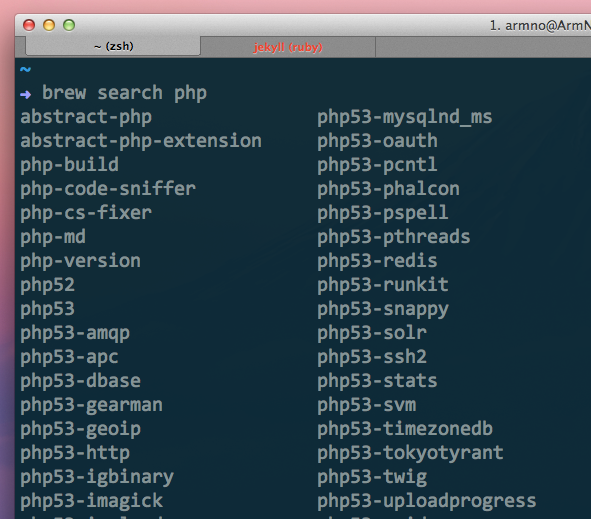 1. armno@ArmN
~ (zsh)
jekyll (ruby)
~
➜ brew search php
abstract-php php53-mysqlnd_ms
abstract-php-extension php53-oauth
php-build php53-pcntl
php-code-sniffer php53-phalcon
php-cs-fixer php53-pspell
php-md php53-pthreads
php-version php53-redis
php52 php53-runkit
php53 php53-snappy
php53-amqp php53-solr
php53-apc php53-ssh2
php53-dbase php53-stats
php53-gearman php53-svm
php53-geoip php53-timezonedb
php53-http php53-tokyotyrant
php53-igbinary php53-twig
php53-imagick php53-uploadprogress